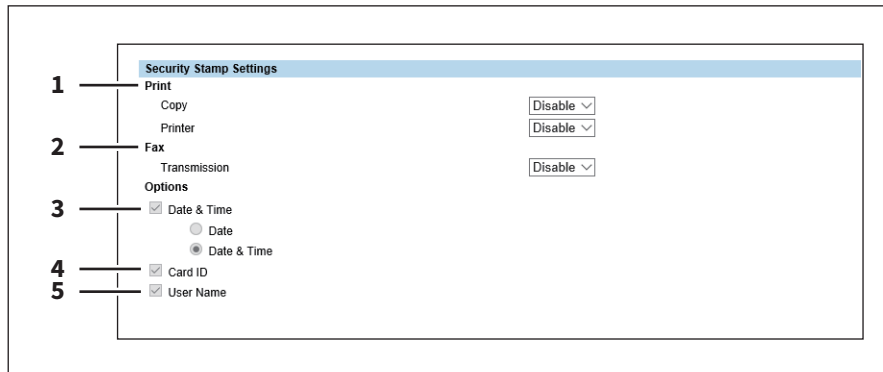 Security Stamp Settings
1 Print
Copy Disable
Printer Disable
2 Fax
Transmission Disable
Options
3 Date & Time
Date
Date & Time
4 Card ID
5 User Name